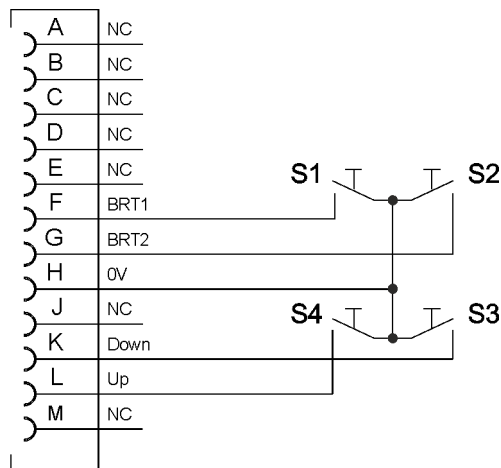 A NC
B NC
C NC
D NC
E NC
S1 S2
F BRT1
G BRT2
H 0V
S4 S3
J NC
K Down
L Up
M NC